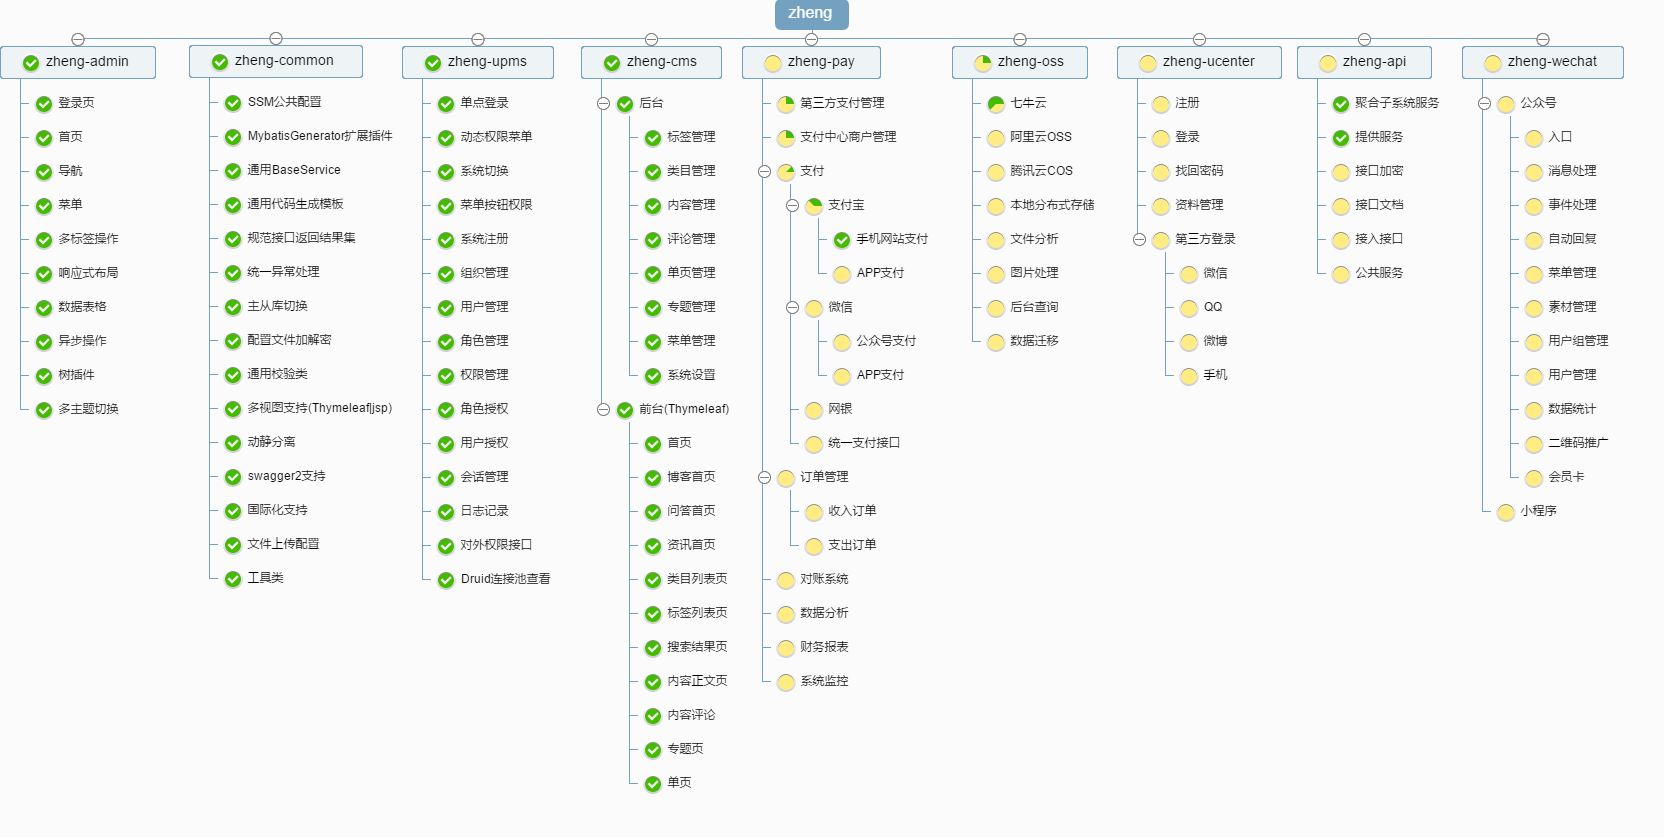 zheng
zheng-admin
登录页
首页
导航
菜单
多标签操作
响应式布局
数据表格
异步操作
树插件
多主题切换
zheng-common
SSM公共配置
MybatisGenerator扩展插件
通用BaseService
通用代码生成模板
规范接口返回结果集
统一异常处理
主从库切换
配置文件加解密
通用校验类
多视图支持(Thymeleaf|jsp)
动静分离
swagger2支持
国际化支持
文件上传配置
工具类
zheng-upms
单点登录
动态权限菜单
系统切换
菜单按钮权限
系统注册
组织管理
用户管理
角色管理
权限管理
角色授权
用户授权
会话管理
日志记录
对外权限接口
Druid连接池查看
zheng-cms
后台
标签管理
类目管理
内容管理
评论管理
单页管理
专题管理
菜单管理
系统设置
前台(Thymeleaf)
首页
博客首页
问答首页
资讯首页
类目列表页
标签列表页
搜索结果页
内容正文页
内容评论
专题页
单页
zheng-pay
第三方支付管理
支付中心商户管理
支付
支付宝
手机网站支付
APP支付
微信
公众号支付
APP支付
网银
统一支付接口
订单管理
收入订单
支出订单
对账系统
数据分析
财务报表
系统监控
zheng-oss
七牛云
阿里云OSS
腾讯云COS
本地分布式存储
文件分析
图片处理
后台查询
数据迁移
zheng-ucenter
注册
登录
找回密码
资料管理
第三方登录
微信
QQ
微博
手机
zheng-api
聚合子系统服务
提供服务
接口加密
接口文档
接入接口
公共服务
zheng-wechat
公众号
入口
消息处理
事件处理
自动回复
菜单管理
素材管理
用户组管理
用户管理
数据统计
二维码推广
会员卡
小程序